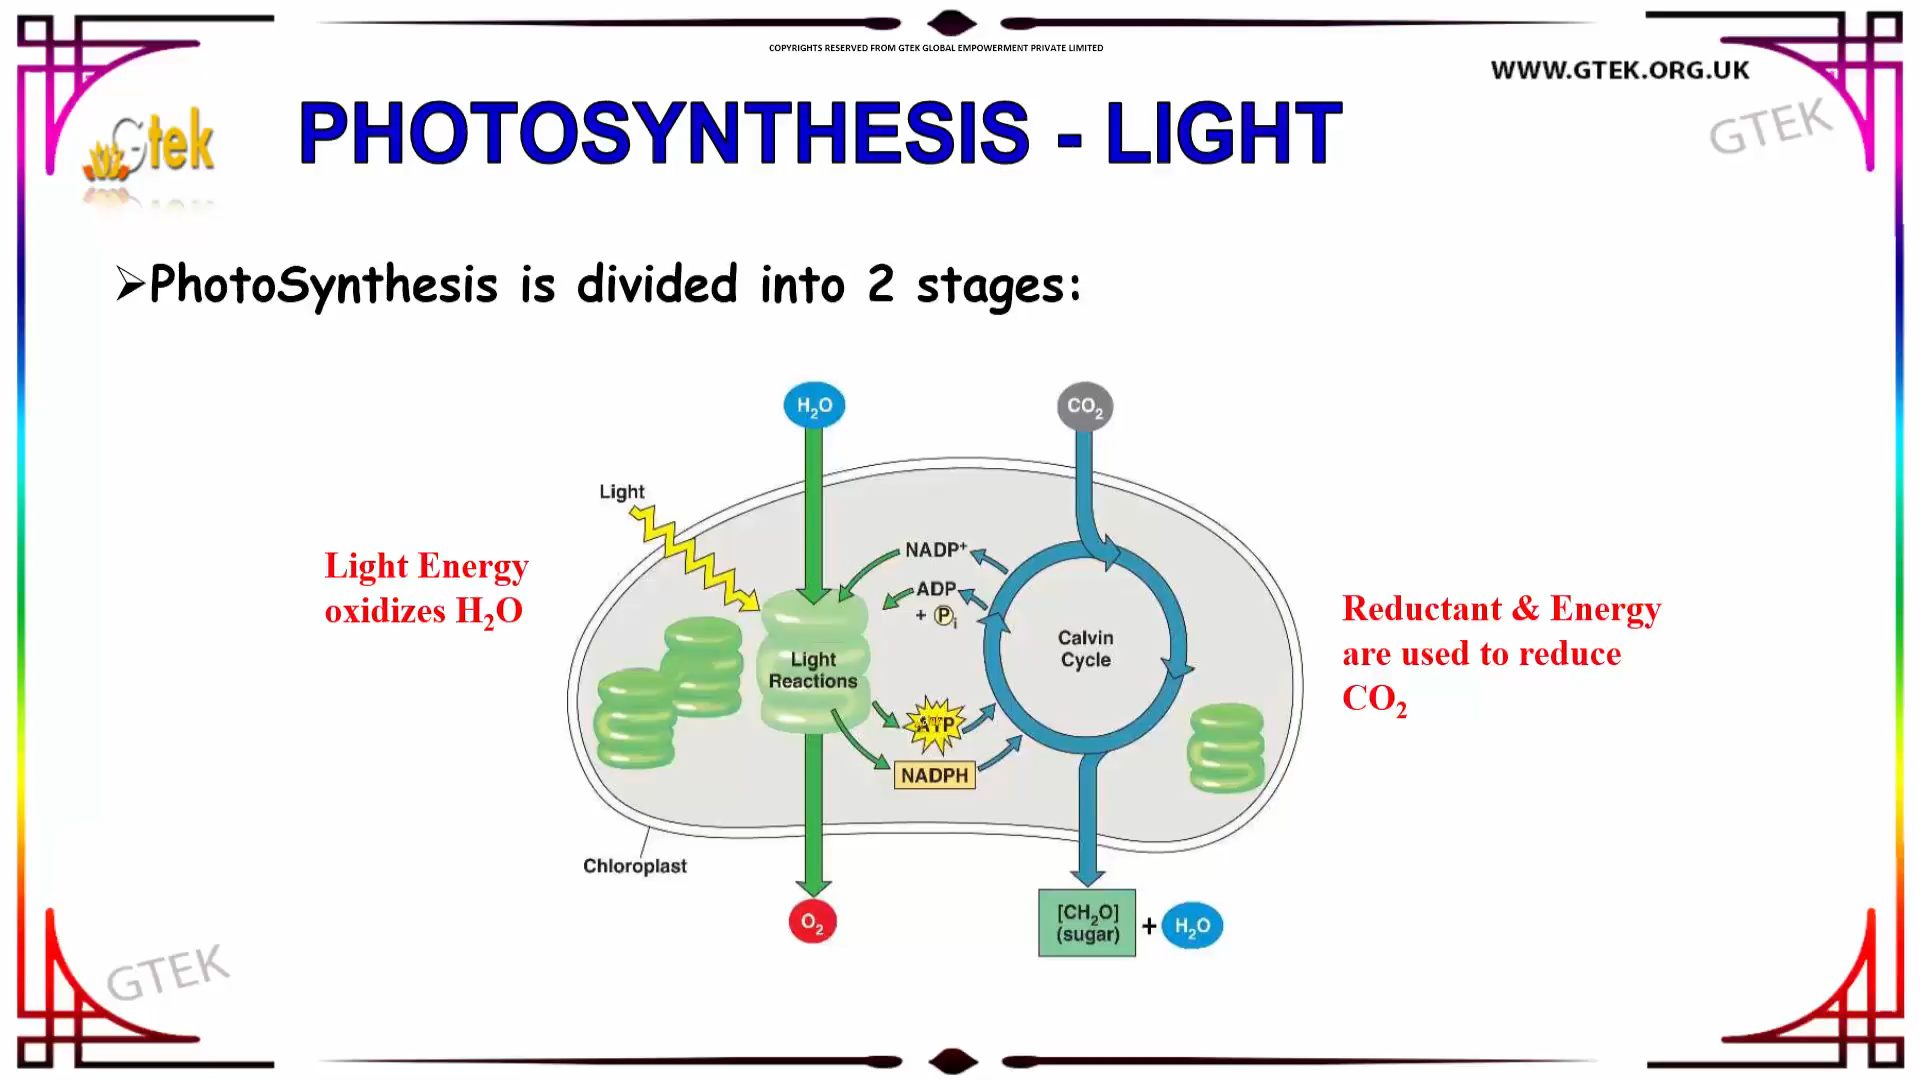 COPYRIGHTS RESERVED FROM GTEK GLOBAL EMPOWERMENT PRIVATE LIMITED
WWW.GTEK.ORG.UK
Gtek
PHOTOSYNTHESIS - LIGHT
GTEK
➢PhotoSynthesis is divided into 2 stages:
H₂O
CO₂
Light
Light Energy
oxidizes H₂O
NADP⁺
ADP
+ Pᵢ
Light
Reactions
Calvin
Cycle
ATP
NADPH
Reductant & Energy
are used to reduce
CO₂
Chloroplast
O₂
[CH₂O]
(sugar)
+ H₂O
GTEK